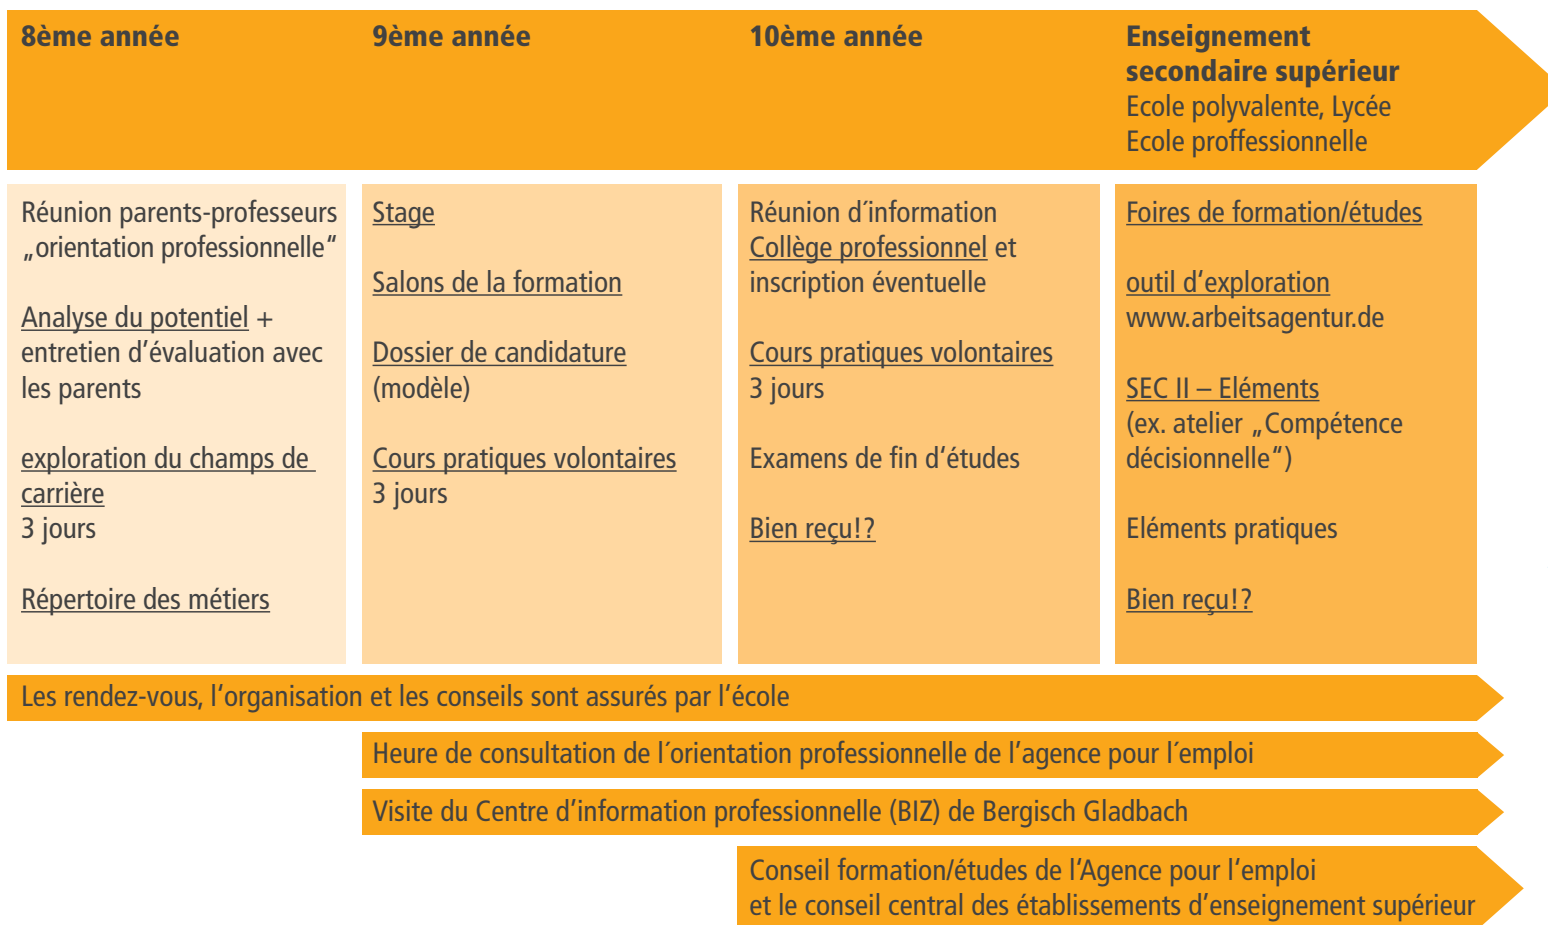 8ème année
9ème année
10ème année
Enseignement
secondaire supérieur
Ecole polyvalente, Lycée
Ecole proffessionnelle
Réunion parents-professeurs
„orientation professionnelle“
Analyse du potentiel +
entretien d‘évaluation avec
les parents
exploration du champs de
carrière
3 jours
Répertoire des métiers
Stage
Salons de la formation
Dossier de candidature
(modèle)
Cours pratiques volontaires
3 jours
Réunion d´information
Collège professionnel et
inscription éventuelle
Cours pratiques volontaires
3 jours
Examens de fin d‘études
Bien reçu!?
Foires de formation/études
outil d‘exploration
www.arbeitsagentur.de
SEC II – Eléments
(ex. atelier „Compétence
décisionnelle“)
Eléments pratiques
Bien reçu!?
Les rendez-vous, l‘organisation et les conseils sont assurés par l‘école
Heure de consultation de l´orientation professionnelle de l‘agence pour l´emploi
Visite du Centre d‘information professionnelle (BIZ) de Bergisch Gladbach
Conseil formation/études de l‘Agence pour l‘emploi
et le conseil central des établissements d‘enseignement supérieur